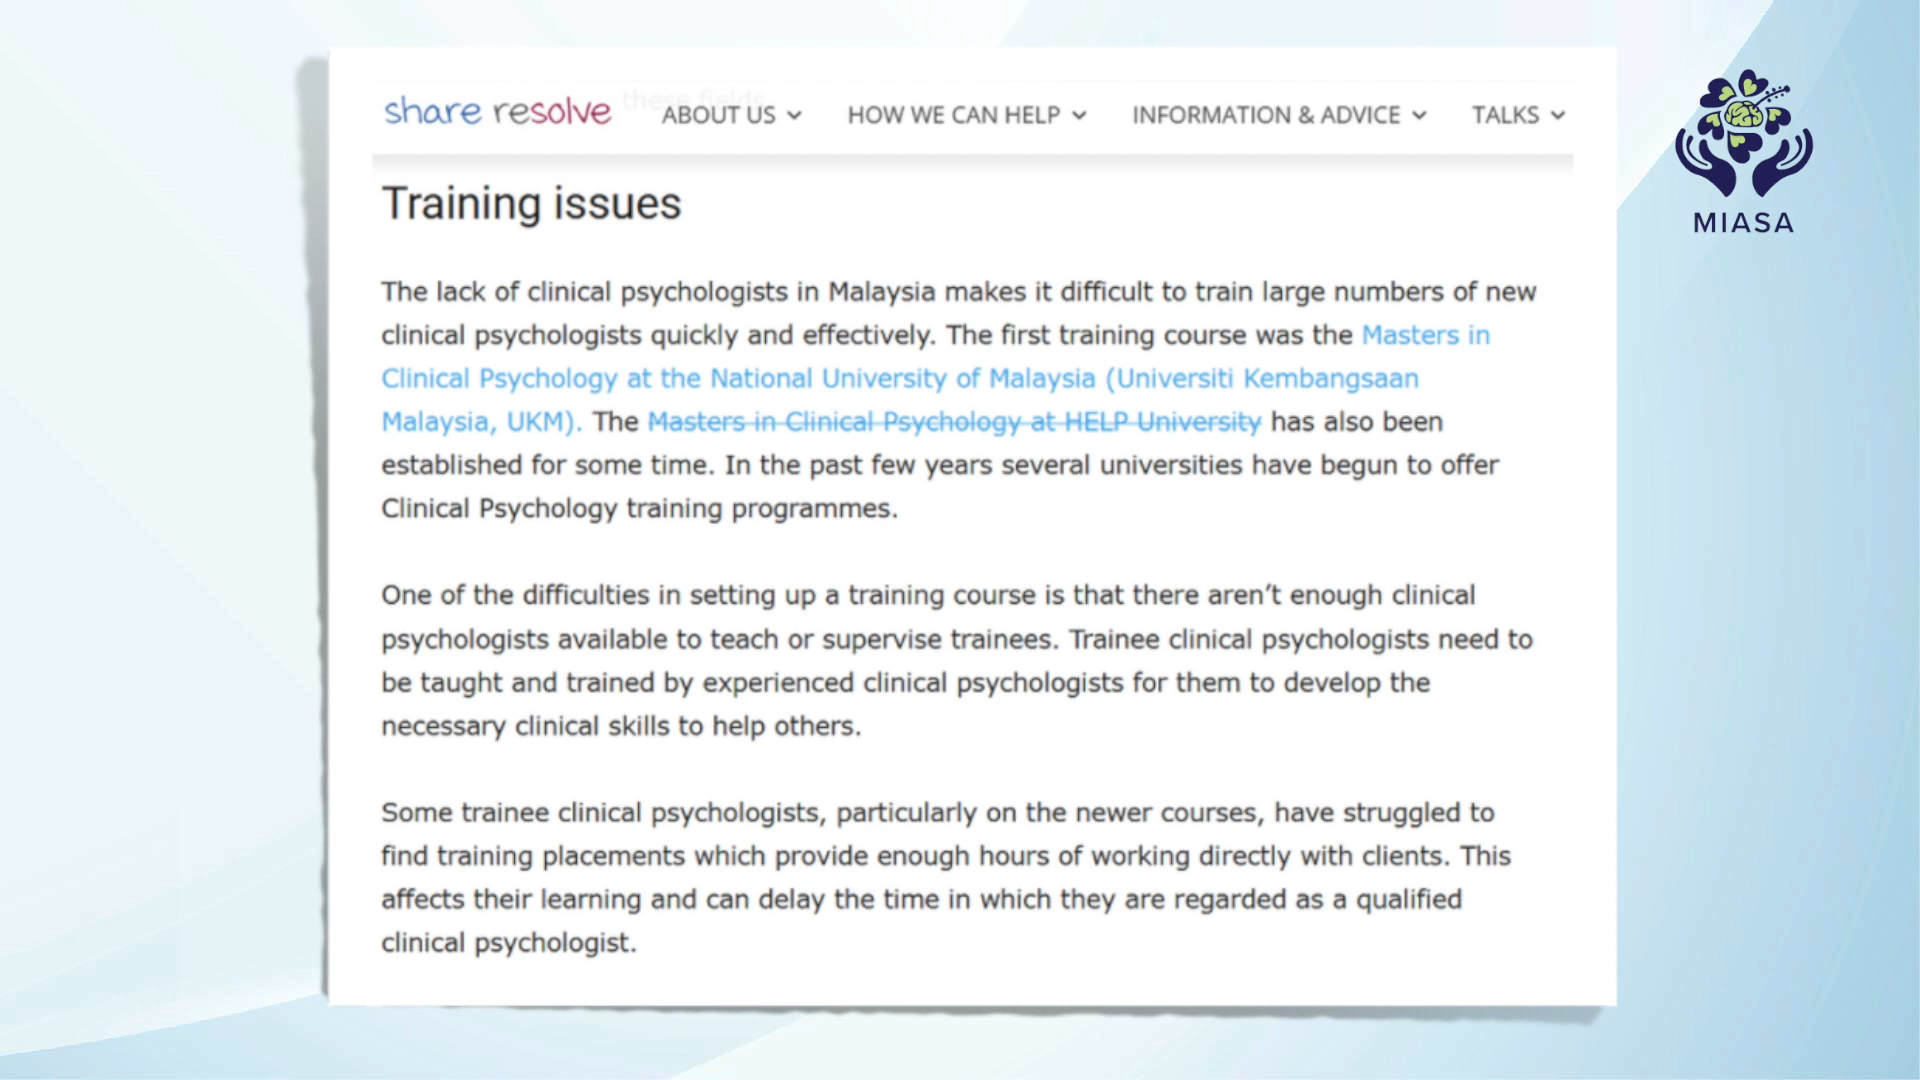 share resolve these fields ABOUT US HOW WE CAN HELP INFORMATION & ADVICE TALKS
MIASA
Training issues
The lack of clinical psychologists in Malaysia makes it difficult to train large numbers of new
clinical psychologists quickly and effectively. The first training course was the Masters in
Clinical Psychology at the National University of Malaysia (Universiti Kembangsaan
Malaysia, UKM). The Masters in Clinical Psychology at HELP University has also been
established for some time. In the past few years several universities have begun to offer
Clinical Psychology training programmes.
One of the difficulties in setting up a training course is that there aren’t enough clinical
psychologists available to teach or supervise trainees. Trainee clinical psychologists need to
be taught and trained by experienced clinical psychologists for them to develop the
necessary clinical skills to help others.
Some trainee clinical psychologists, particularly on the newer courses, have struggled to
find training placements which provide enough hours of working directly with clients. This
affects their learning and can delay the time in which they are regarded as a qualified
clinical psychologist.